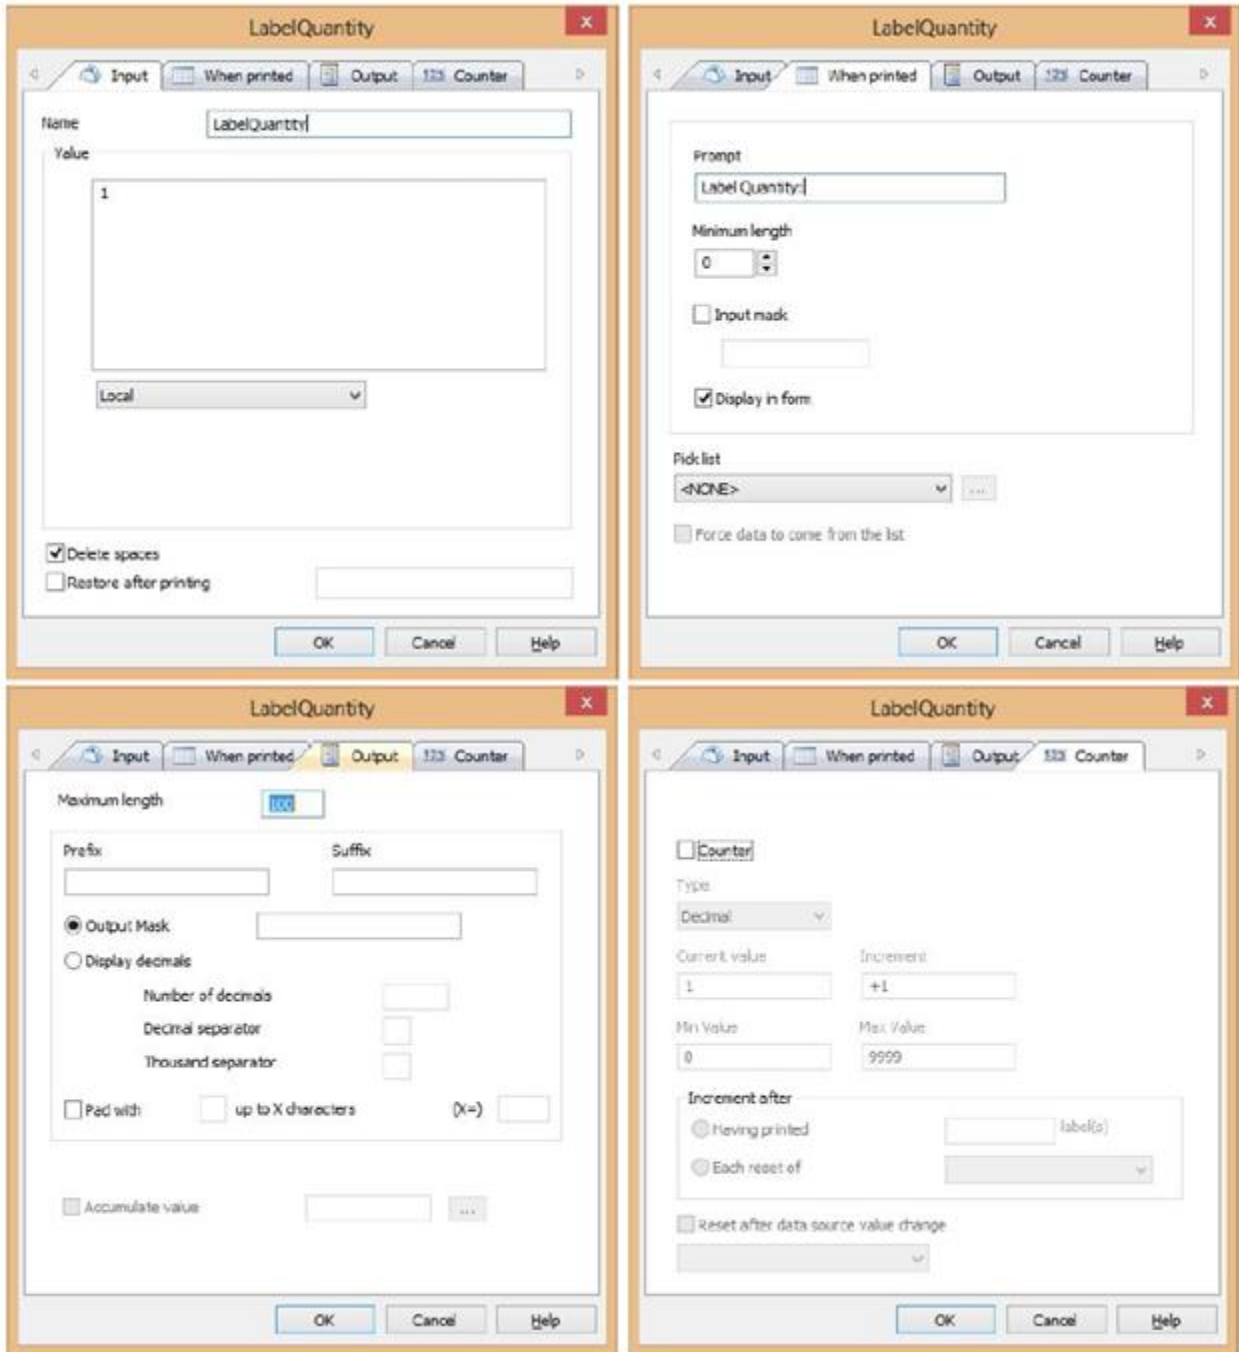 LabelQuantity
x
Input When printed Output 123 Counter
Name LabelQuantity
Value
1
Local
Delete spaces
Restore after printing
OK Cancel Help
LabelQuantity
x
Input When printed Output 123 Counter
Prompt
Label Quantity:
Minimum length
0
Input mask
Display in form
Pick list
<NONE> ...
Force data to come from the list
OK Cancel Help
LabelQuantity
x
Input When printed Output 123 Counter
Maximum length 100
Prefix Suffix
Output Mask
Display decimals
Number of decimals
Decimal separator
Thousand separator
Pad with up to X characters (X=)
Accumulate value ...
OK Cancel Help
LabelQuantity
x
Input When printed Output 123 Counter
Counter
Type
Decimal
Current value Increment
1 +1
Min Value Max Value
0 9999
Increment after
Having printed label(s)
Each reset of
Reset after data source value change
OK Cancel Help